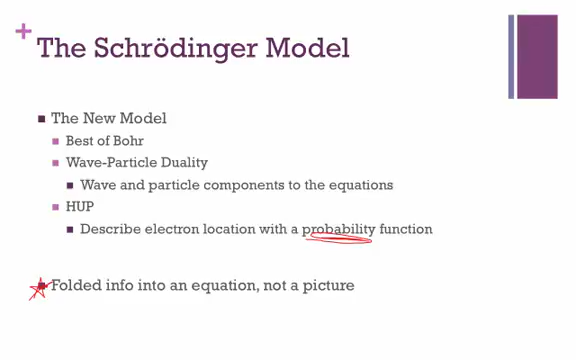 The Schrödinger Model
The New Model
Best of Bohr
Wave-Particle Duality
Wave and particle components to the equations
HUP
Describe electron location with a probability function
Folded info into an equation, not a picture